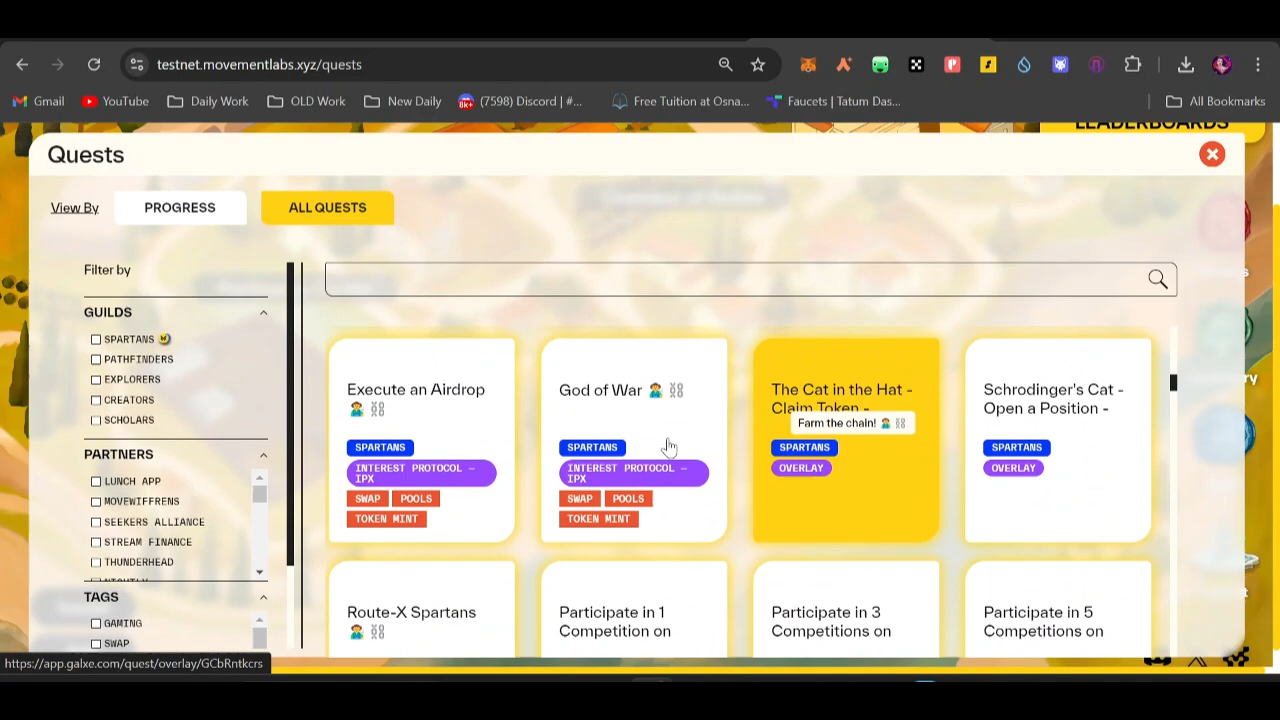 testnet.movementlabs.xyz/quests
Gmail
YouTube
Daily Work
OLD Work
New Daily
8K+
(7598) Discord | #...
Free Tuition at Osna...
Faucets | Tatum Das...
All Bookmarks
LEADERBOARDS
Quests
View By
PROGRESS
ALL QUESTS
Filter by
GUILDS
SPARTANS
PATHFINDERS
EXPLORERS
CREATORS
SCHOLARS
PARTNERS
LUNCH APP
MOVEWIFFRENS
SEEKERS ALLIANCE
STREAM FINANCE
THUNDERHEAD
NIGHTLY
TAGS
GAMING
SWAP
Execute an Airdrop
SPARTANS
INTEREST PROTOCOL –
IPX
SWAP POOLS
TOKEN MINT
God of War
SPARTANS
INTEREST PROTOCOL –
IPX
SWAP POOLS
TOKEN MINT
The Cat in the Hat -
Claim Token -
Farm the chain!
SPARTANS
OVERLAY
Schrodinger's Cat -
Open a Position -
SPARTANS
OVERLAY
Route-X Spartans
Participate in 1
Competition on
Participate in 3
Competitions on
Participate in 5
Competitions on
https://app.galxe.com/quest/overlay/GCbRntkcrs